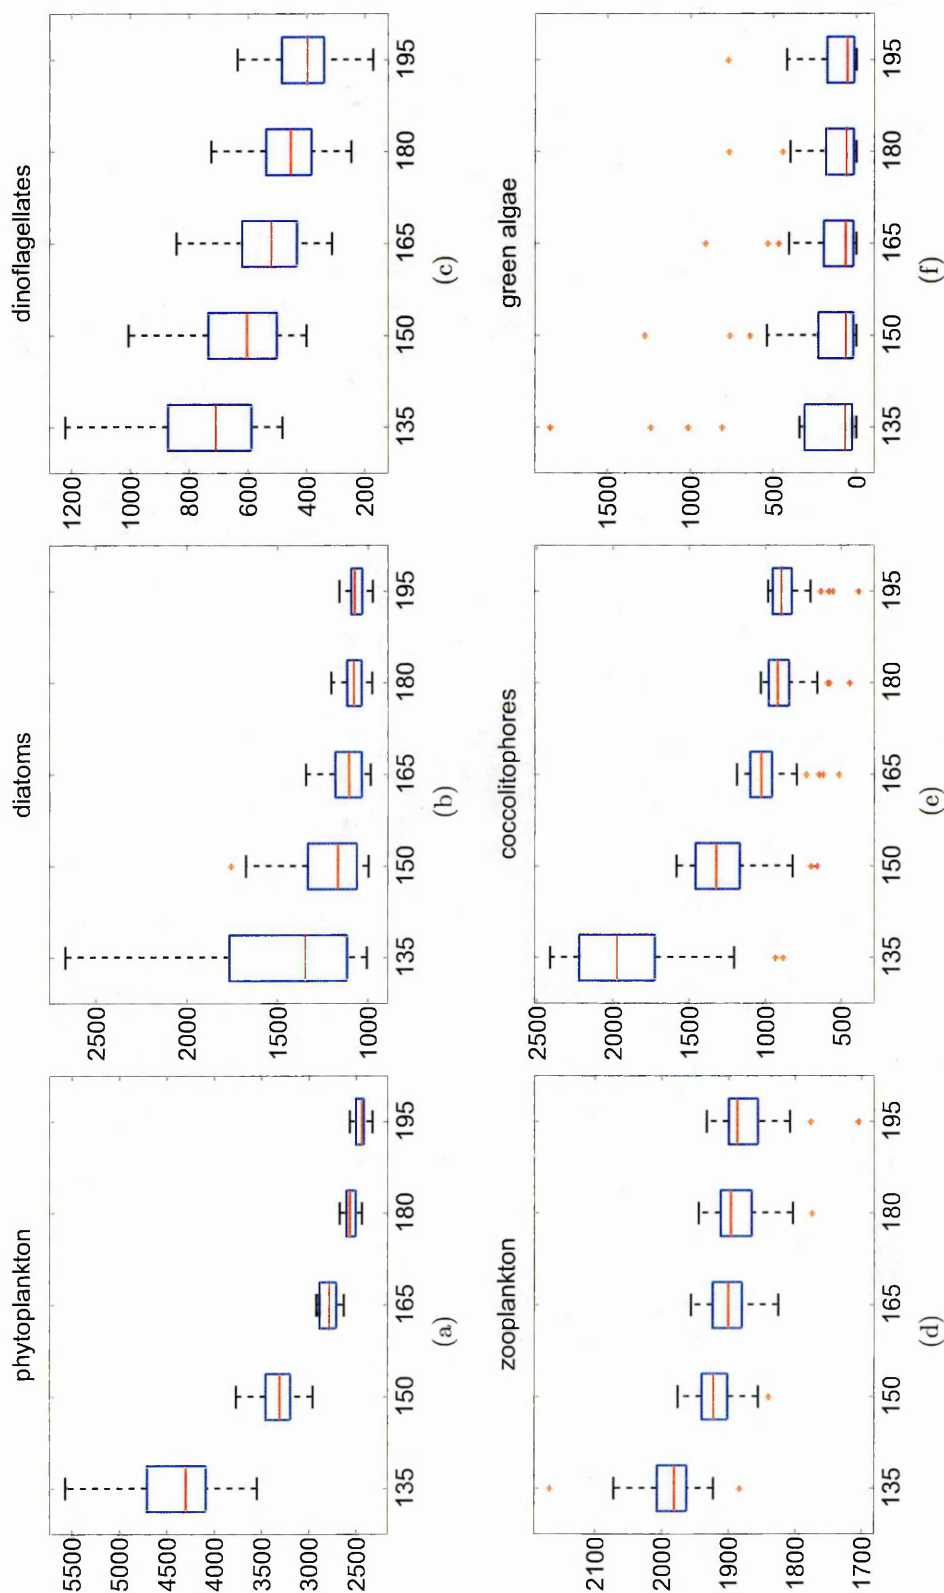 phytoplankton
5500
5000
4500
4000
3500
3000
2500
135 150 165 180 195
(a)
diatoms
2500
2000
1500
1000
135 150 165 180 195
(b)
dinoflagellates
1200
1000
800
600
400
200
135 150 165 180 195
(c)
zooplankton
2100
2000
1900
1800
1700
135 150 165 180 195
(d)
coccolitophores
2500
2000
1500
1000
500
135 150 165 180 195
(e)
green algae
1500
1000
500
0
135 150 165 180 195
(f)